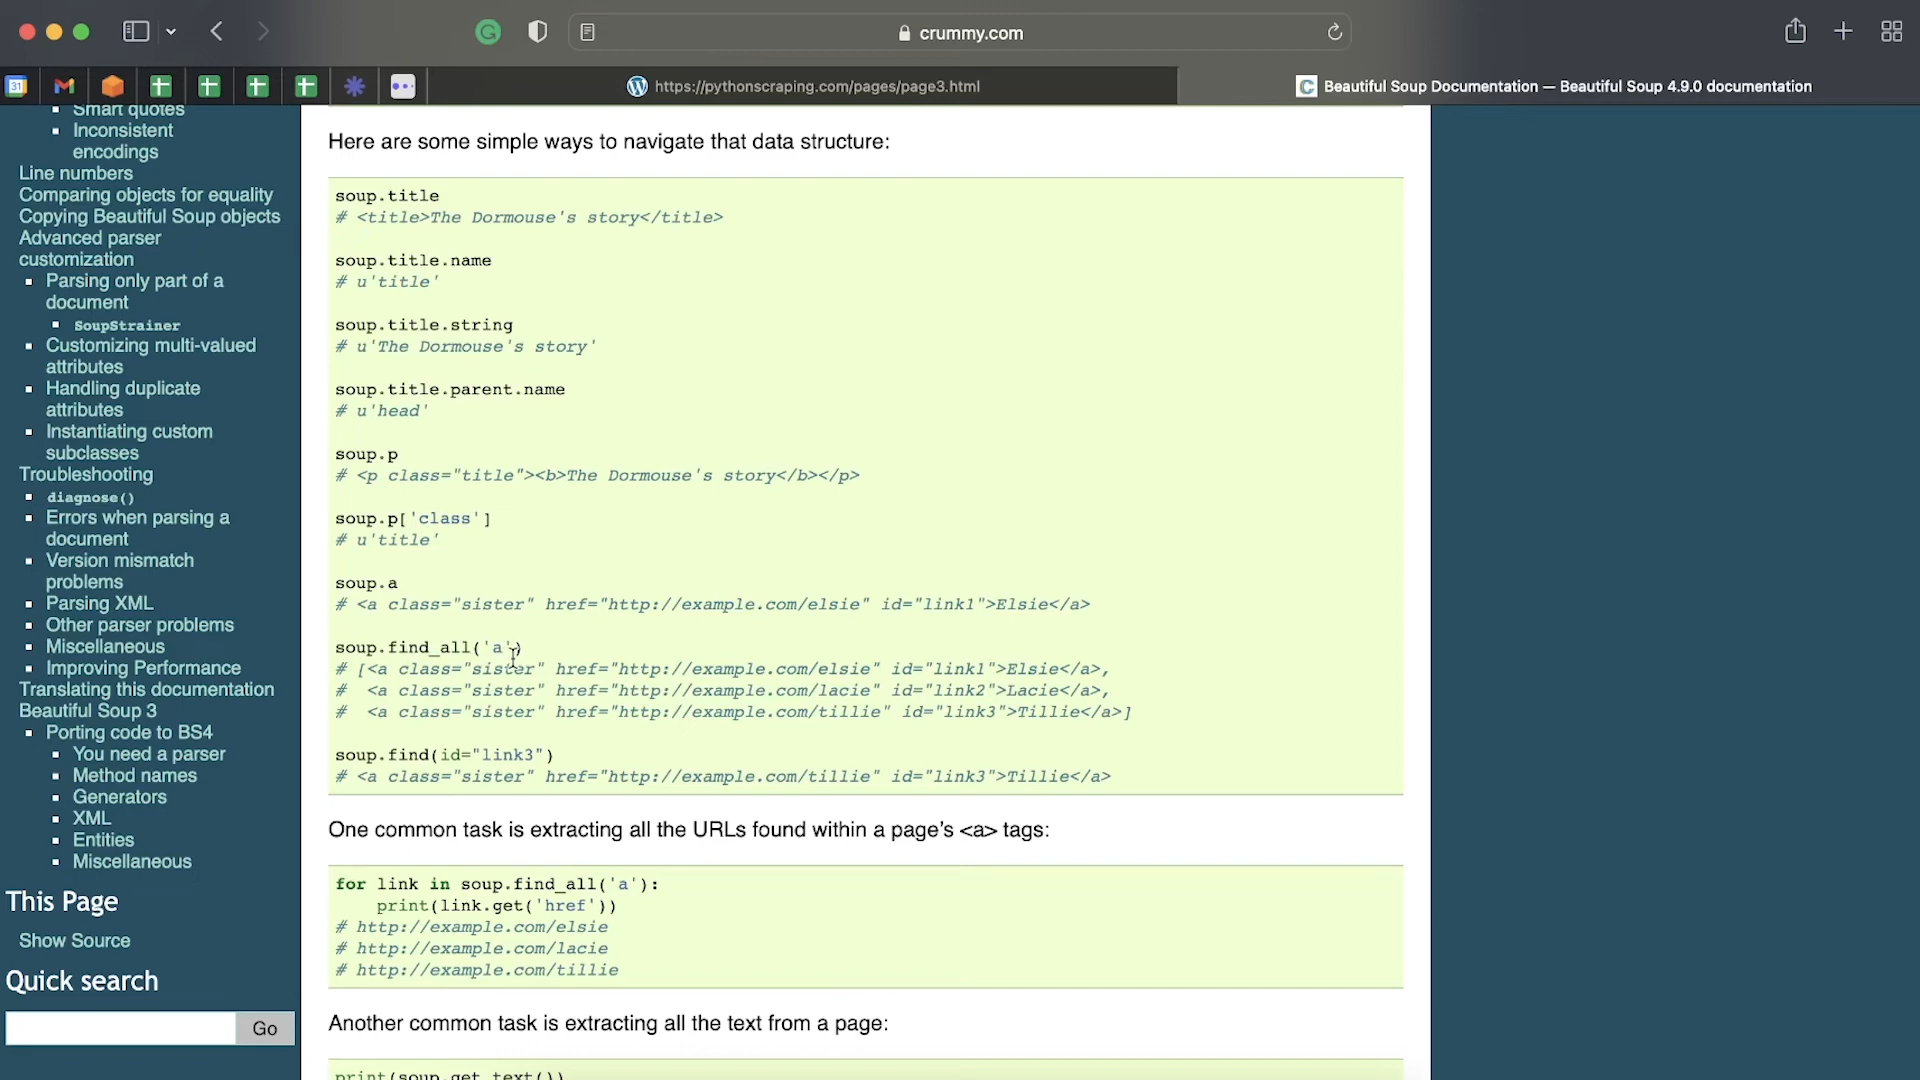 crummy.com
31
https://pythonscraping.com/pages/page3.html
Beautiful Soup Documentation — Beautiful Soup 4.9.0 documentation
Smart quotes
Inconsistent
encodings
Line numbers
Comparing objects for equality
Copying Beautiful Soup objects
Advanced parser
customization
Parsing only part of a
document
SoupStrainer
Customizing multi-valued
attributes
Handling duplicate
attributes
Instantiating custom
subclasses
Troubleshooting
diagnose()
Errors when parsing a
document
Version mismatch
problems
Parsing XML
Other parser problems
Miscellaneous
Improving Performance
Translating this documentation
Beautiful Soup 3
Porting code to BS4
You need a parser
Method names
Generators
XML
Entities
Miscellaneous
This Page
Show Source
Quick search
Go
Here are some simple ways to navigate that data structure:
soup.title
# <title>The Dormouse's story</title>
soup.title.name
# u'title'
soup.title.string
# u'The Dormouse's story'
soup.title.parent.name
# u'head'
soup.p
# <p class="title"><b>The Dormouse's story</b></p>
soup.p['class']
# u'title'
soup.a
# <a class="sister" href="http://example.com/elsie" id="link1">Elsie</a>
soup.find_all('a')
# [<a class="sister" href="http://example.com/elsie" id="link1">Elsie</a>,
#  <a class="sister" href="http://example.com/lacie" id="link2">Lacie</a>,
#  <a class="sister" href="http://example.com/tillie" id="link3">Tillie</a>]
soup.find(id="link3")
# <a class="sister" href="http://example.com/tillie" id="link3">Tillie</a>
One common task is extracting all the URLs found within a page’s <a> tags:
for link in soup.find_all('a'):
    print(link.get('href'))
# http://example.com/elsie
# http://example.com/lacie
# http://example.com/tillie
Another common task is extracting all the text from a page:
print(soup.get_text())